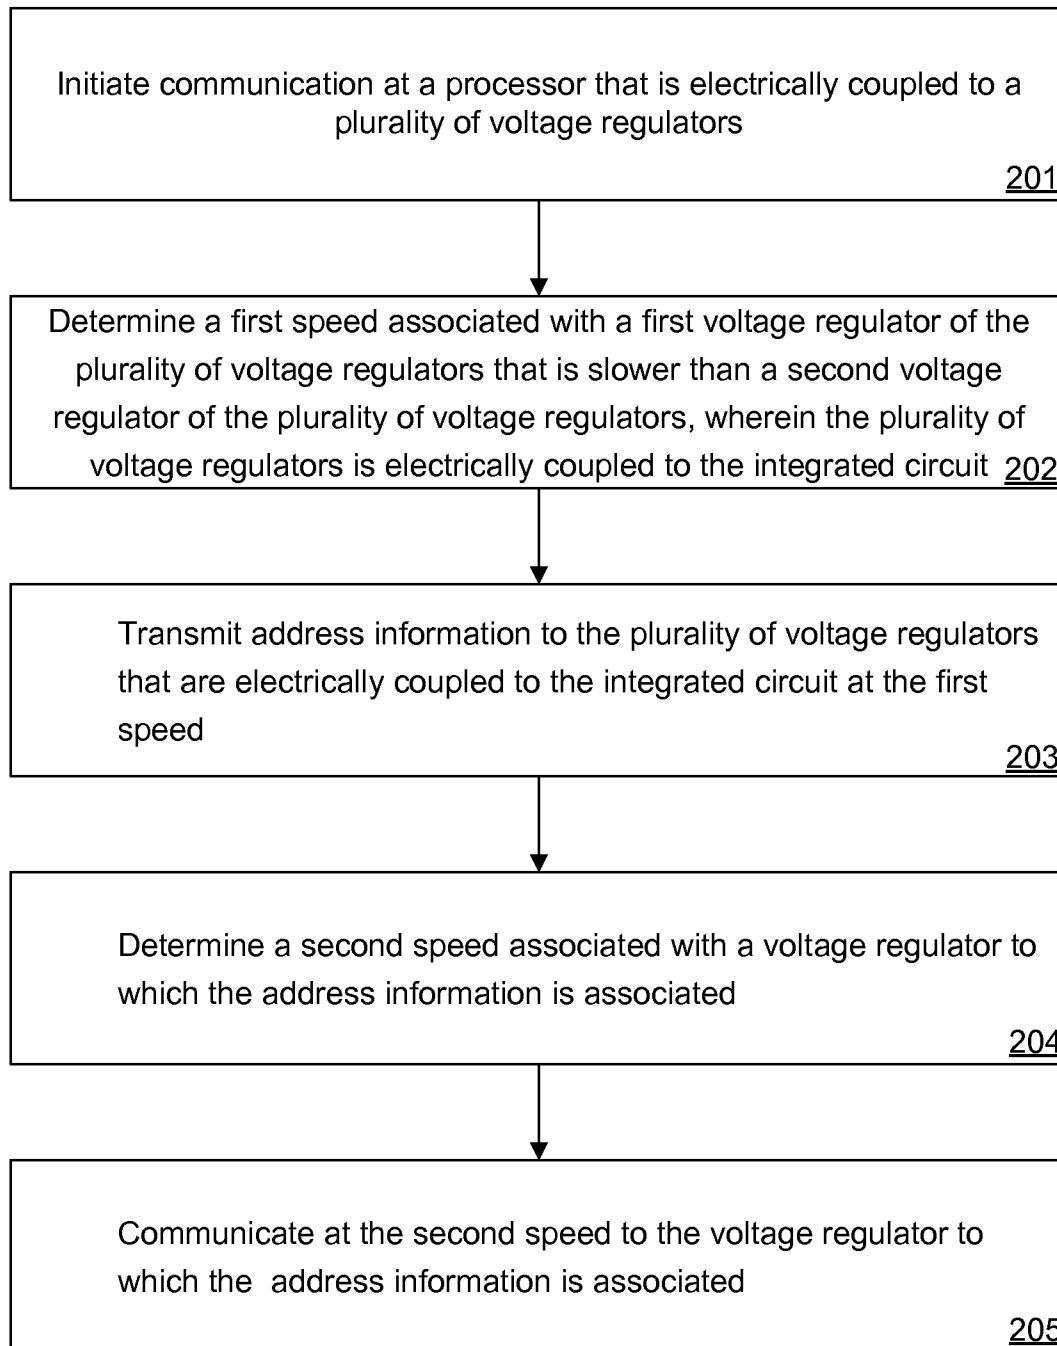 Initiate communication at a processor that is electrically coupled to a
plurality of voltage regulators
201
Determine a first speed associated with a first voltage regulator of the
plurality of voltage regulators that is slower than a second voltage
regulator of the plurality of voltage regulators, wherein the plurality of
voltage regulators is electrically coupled to the integrated circuit 202
Transmit address information to the plurality of voltage regulators
that are electrically coupled to the integrated circuit at the first
speed
203
Determine a second speed associated with a voltage regulator to
which the address information is associated
204
Communicate at the second speed to the voltage regulator to
which the address information is associated
205